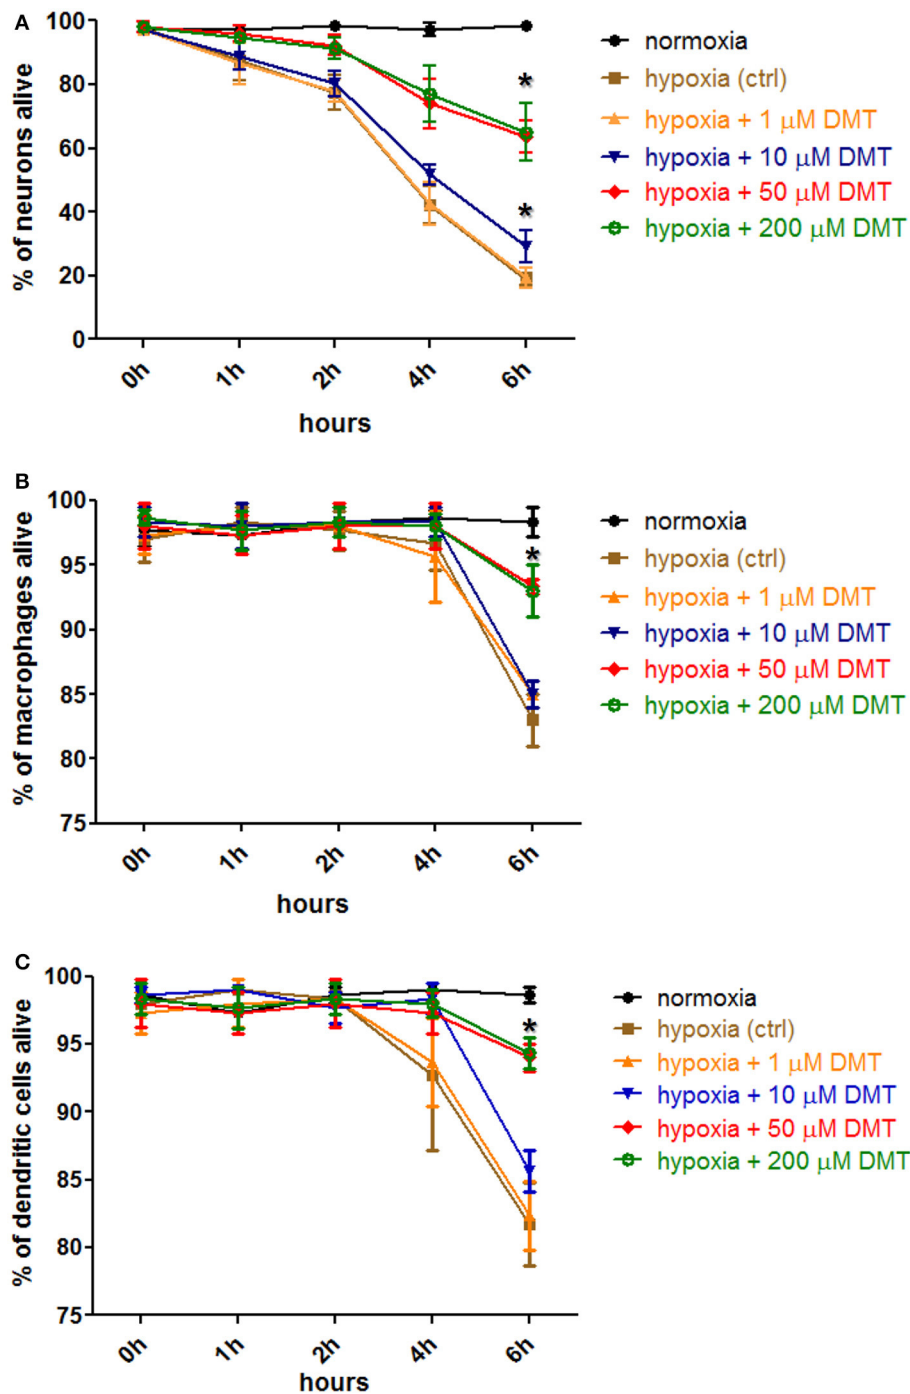 A
% of neurons alive
100
80
60
40
20
0
0h
1h
2h
4h
6h
hours
*
*
normoxia
hypoxia (ctrl)
hypoxia + 1 µM DMT
hypoxia + 10 µM DMT
hypoxia + 50 µM DMT
hypoxia + 200 µM DMT
B
% of macrophages alive
100
95
90
85
80
75
0h
1h
2h
4h
6h
hours
*
normoxia
hypoxia (ctrl)
hypoxia + 1 µM DMT
hypoxia + 10 µM DMT
hypoxia + 50 µM DMT
hypoxia + 200 µM DMT
C
% of dendritic cells alive
100
95
90
85
80
75
0h
1h
2h
4h
6h
hours
*
normoxia
hypoxia (ctrl)
hypoxia + 1 µM DMT
hypoxia + 10 µM DMT
hypoxia + 50 µM DMT
hypoxia + 200 µM DMT